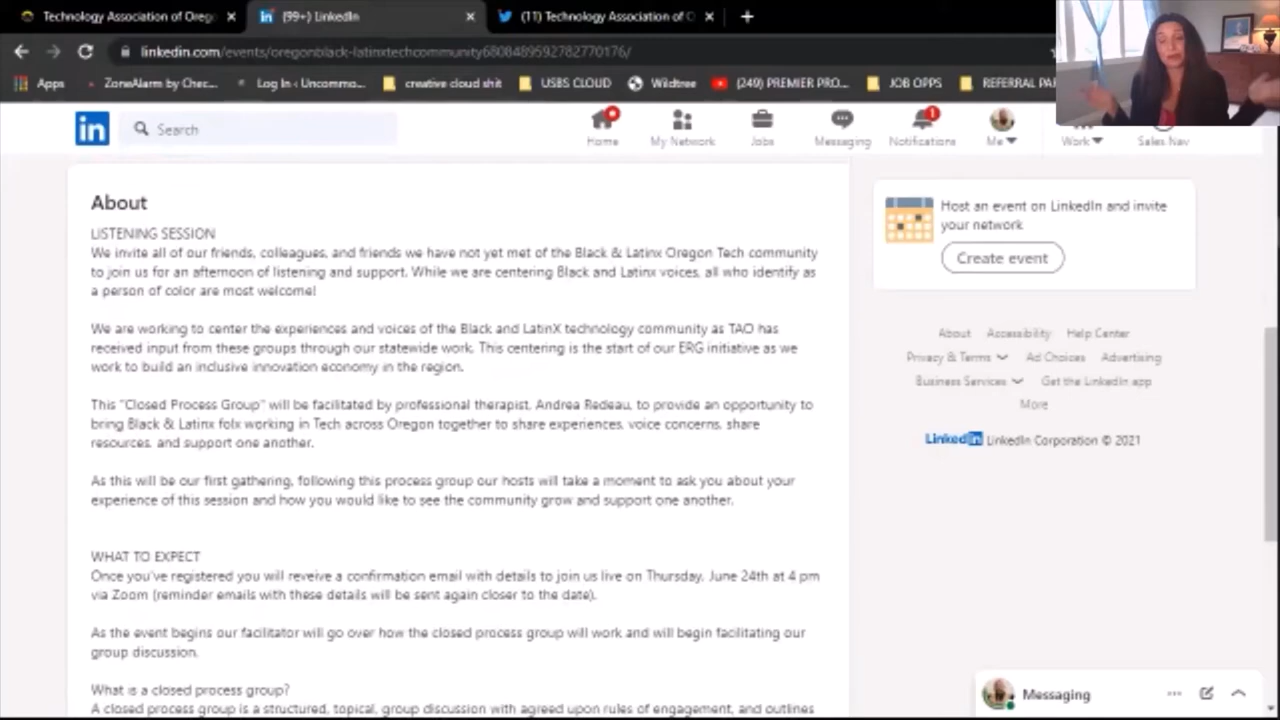 Technology Association of Orego
(99+) LinkedIn
(11) Technology Association of O
linkedin.com/events/oregonblack-latinxtechcommunity6808489592782770176/
Apps
ZoneAlarm by Chec...
Log In ‹ Uncommo...
creative cloud shit
USBS CLOUD
Wildtree
(249) PREMIER PRO...
JOB OPPS
REFERRAL PA
in
Search
Home
My Network
Jobs
Messaging
1
Notifications
Me
Work
Sales Nav
About
LISTENING SESSION
We invite all of our friends, colleagues, and friends we have not yet met of the Black & Latinx Oregon Tech community
to join us for an afternoon of listening and support. While we are centering Black and Latinx voices, all who identify as
a person of color are most welcome!
We are working to center the experiences and voices of the Black and LatinX technology community as TAO has
received input from these groups through our statewide work. This centering is the start of our ERG initiative as we
work to build an inclusive innovation economy in the region.
This "Closed Process Group" will be facilitated by professional therapist, Andrea Redeau, to provide an opportunity to
bring Black & Latinx folx working in Tech across Oregon together to share experiences, voice concerns, share
resources, and support one another.
As this will be our first gathering, following this process group our hosts will take a moment to ask you about your
experience of this session and how you would like to see the community grow and support one another.
WHAT TO EXPECT
Once you've registered you will reveive a confirmation email with details to join us live on Thursday, June 24th at 4 pm
via Zoom (reminder emails with these details will be sent again closer to the date).
As the event begins our facilitator will go over how the closed process group will work and will begin facilitating our
group discussion.
What is a closed process group?
A closed process group is a structured, topical, group discussion with agreed upon rules of engagement, and outlines
Host an event on LinkedIn and invite
your network
Create event
About Accessibility Help Center
Privacy & Terms Ad Choices Advertising
Business Services Get the LinkedIn app
More
LinkedIn LinkedIn Corporation © 2021
Messaging